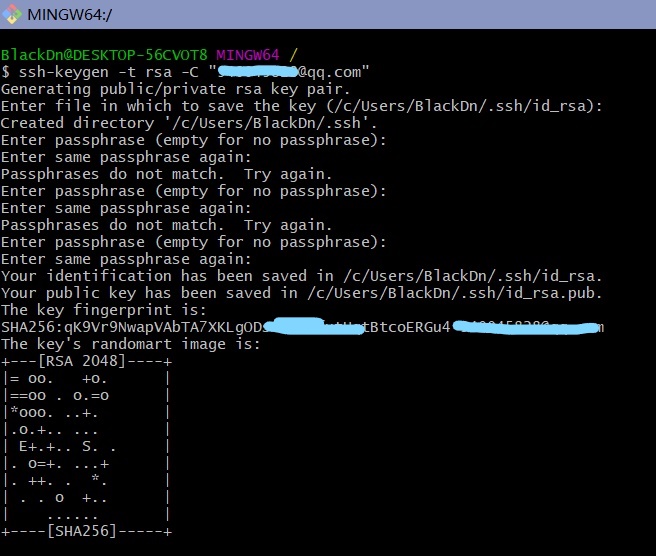 MINGW64:/
BlackDn@DESKTOP-56CVOT8 MINGW64 /
$ ssh-keygen -t rsa -C "@qq.com"
Generating public/private rsa key pair.
Enter file in which to save the key (/c/Users/BlackDn/.ssh/id_rsa):
Created directory '/c/Users/BlackDn/.ssh'.
Enter passphrase (empty for no passphrase):
Enter same passphrase again:
Passphrases do not match.  Try again.
Enter passphrase (empty for no passphrase):
Enter same passphrase again:
Passphrases do not match.  Try again.
Enter passphrase (empty for no passphrase):
Enter same passphrase again:
Your identification has been saved in /c/Users/BlackDn/.ssh/id_rsa.
Your public key has been saved in /c/Users/BlackDn/.ssh/id_rsa.pub.
The key fingerprint is:
SHA256:qK9Vr9NwapVAbTA7XKLgOD tBtcoERGu4
The key's randomart image is:
+---[RSA 2048]----+
|= oo.   +o.      |
|==oo . o.=o      |
|*ooo. ..+.       |
|.o.+.. ...       |
| E+.+.. S. .     |
|. o=+. ...+      |
|. ++. .  *.      |
| . . o  +..      |
|     ......      |
+----[SHA256]-----+